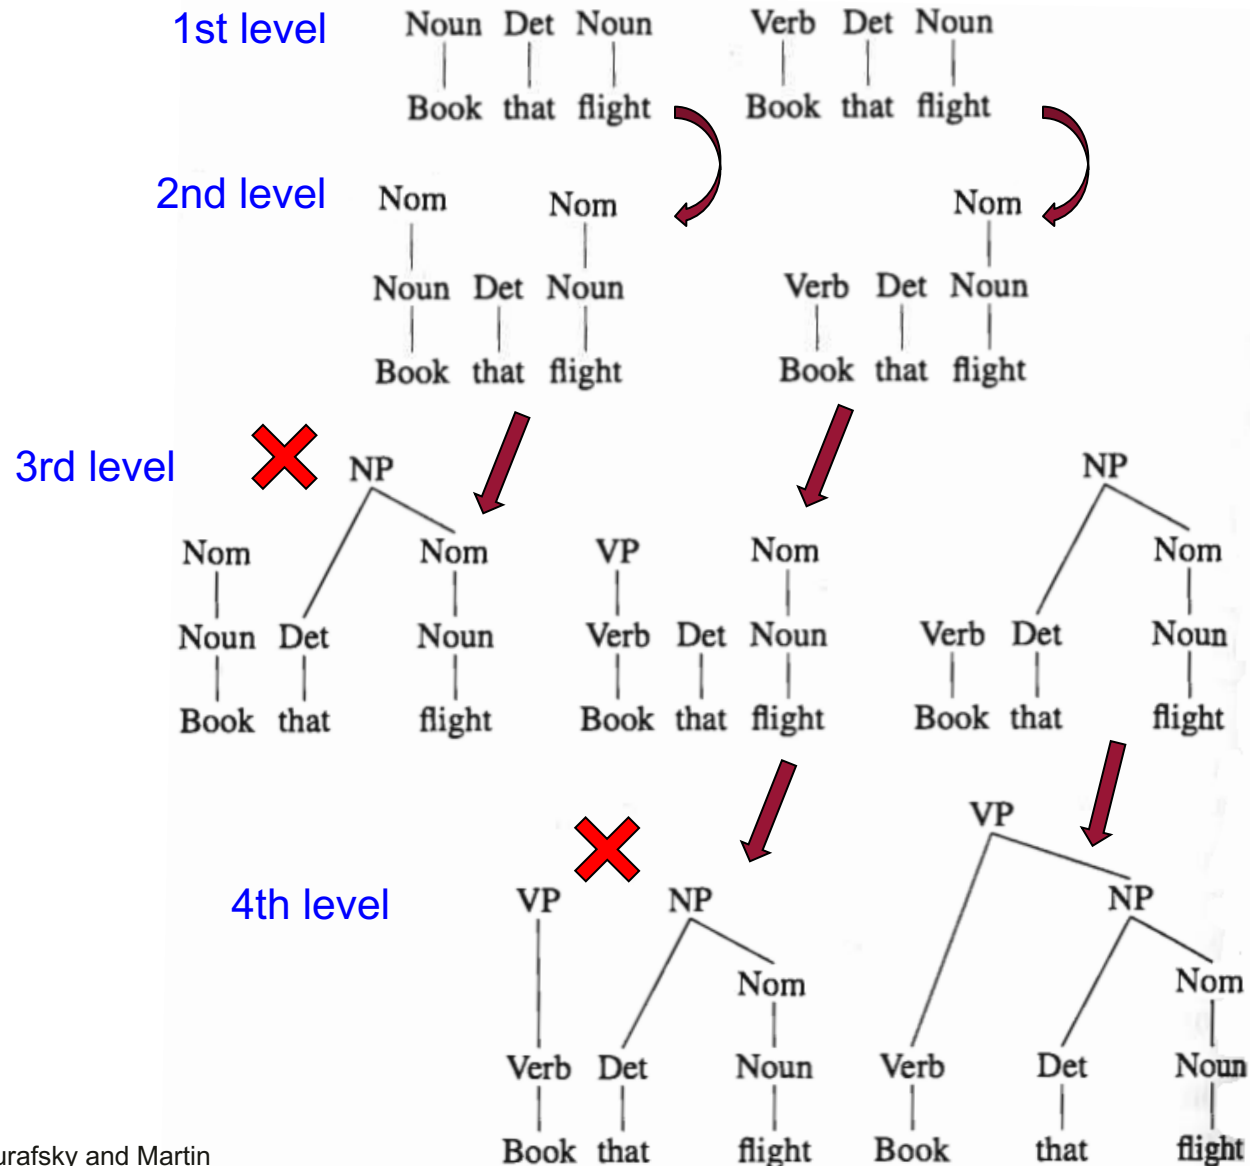 1st level
Noun Det Noun
Verb Det Noun
Book that flight
Book that flight
2nd level
Nom Nom
Nom
Noun Det Noun
Verb Det Noun
Book that flight
Book that flight
3rd level
NP
NP
Nom Nom
VP Nom
Nom
Noun Det Noun
Verb Det Noun
Verb Det Noun
Book that flight
Book that flight
Book that flight
4th level
VP
VP NP
NP
Nom
Nom
Verb Det Noun
Verb Det Noun
Book that flight
Book that flight
urafsky and Martin